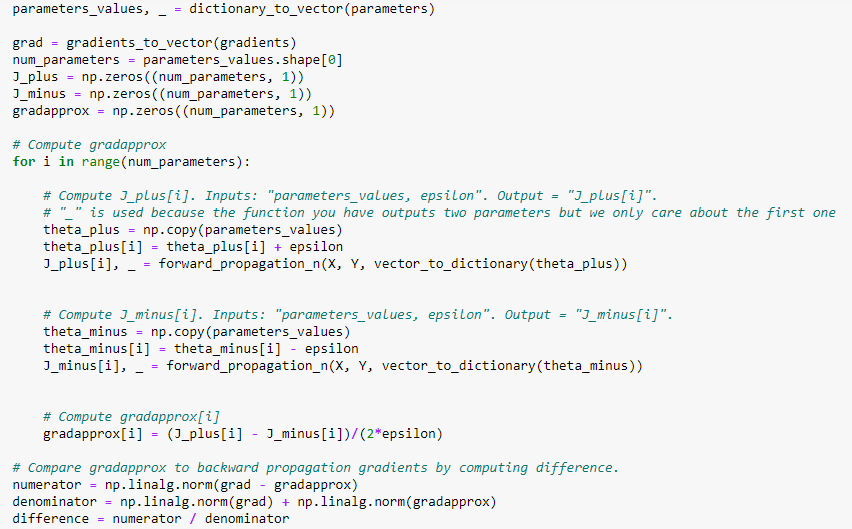 parameters_values, _ = dictionary_to_vector(parameters)
grad = gradients_to_vector(gradients)
num_parameters = parameters_values.shape[0]
J_plus = np.zeros((num_parameters, 1))
J_minus = np.zeros((num_parameters, 1))
gradapprox = np.zeros((num_parameters, 1))
# Compute gradapprox
for i in range(num_parameters):
# Compute J_plus[i]. Inputs: "parameters_values, epsilon". Output = "J_plus[i]".
# "_" is used because the function you have outputs two parameters but we only care about the first one
theta_plus = np.copy(parameters_values)
theta_plus[i] = theta_plus[i] + epsilon
J_plus[i], _ = forward_propagation_n(X, Y, vector_to_dictionary(theta_plus))
# Compute J_minus[i]. Inputs: "parameters_values, epsilon". Output = "J_minus[i]".
theta_minus = np.copy(parameters_values)
theta_minus[i] = theta_minus[i] - epsilon
J_minus[i], _ = forward_propagation_n(X, Y, vector_to_dictionary(theta_minus))
# Compute gradapprox[i]
gradapprox[i] = (J_plus[i] - J_minus[i])/(2*epsilon)
# Compare gradapprox to backward propagation gradients by computing difference.
numerator = np.linalg.norm(grad - gradapprox)
denominator = np.linalg.norm(grad) + np.linalg.norm(gradapprox)
difference = numerator / denominator